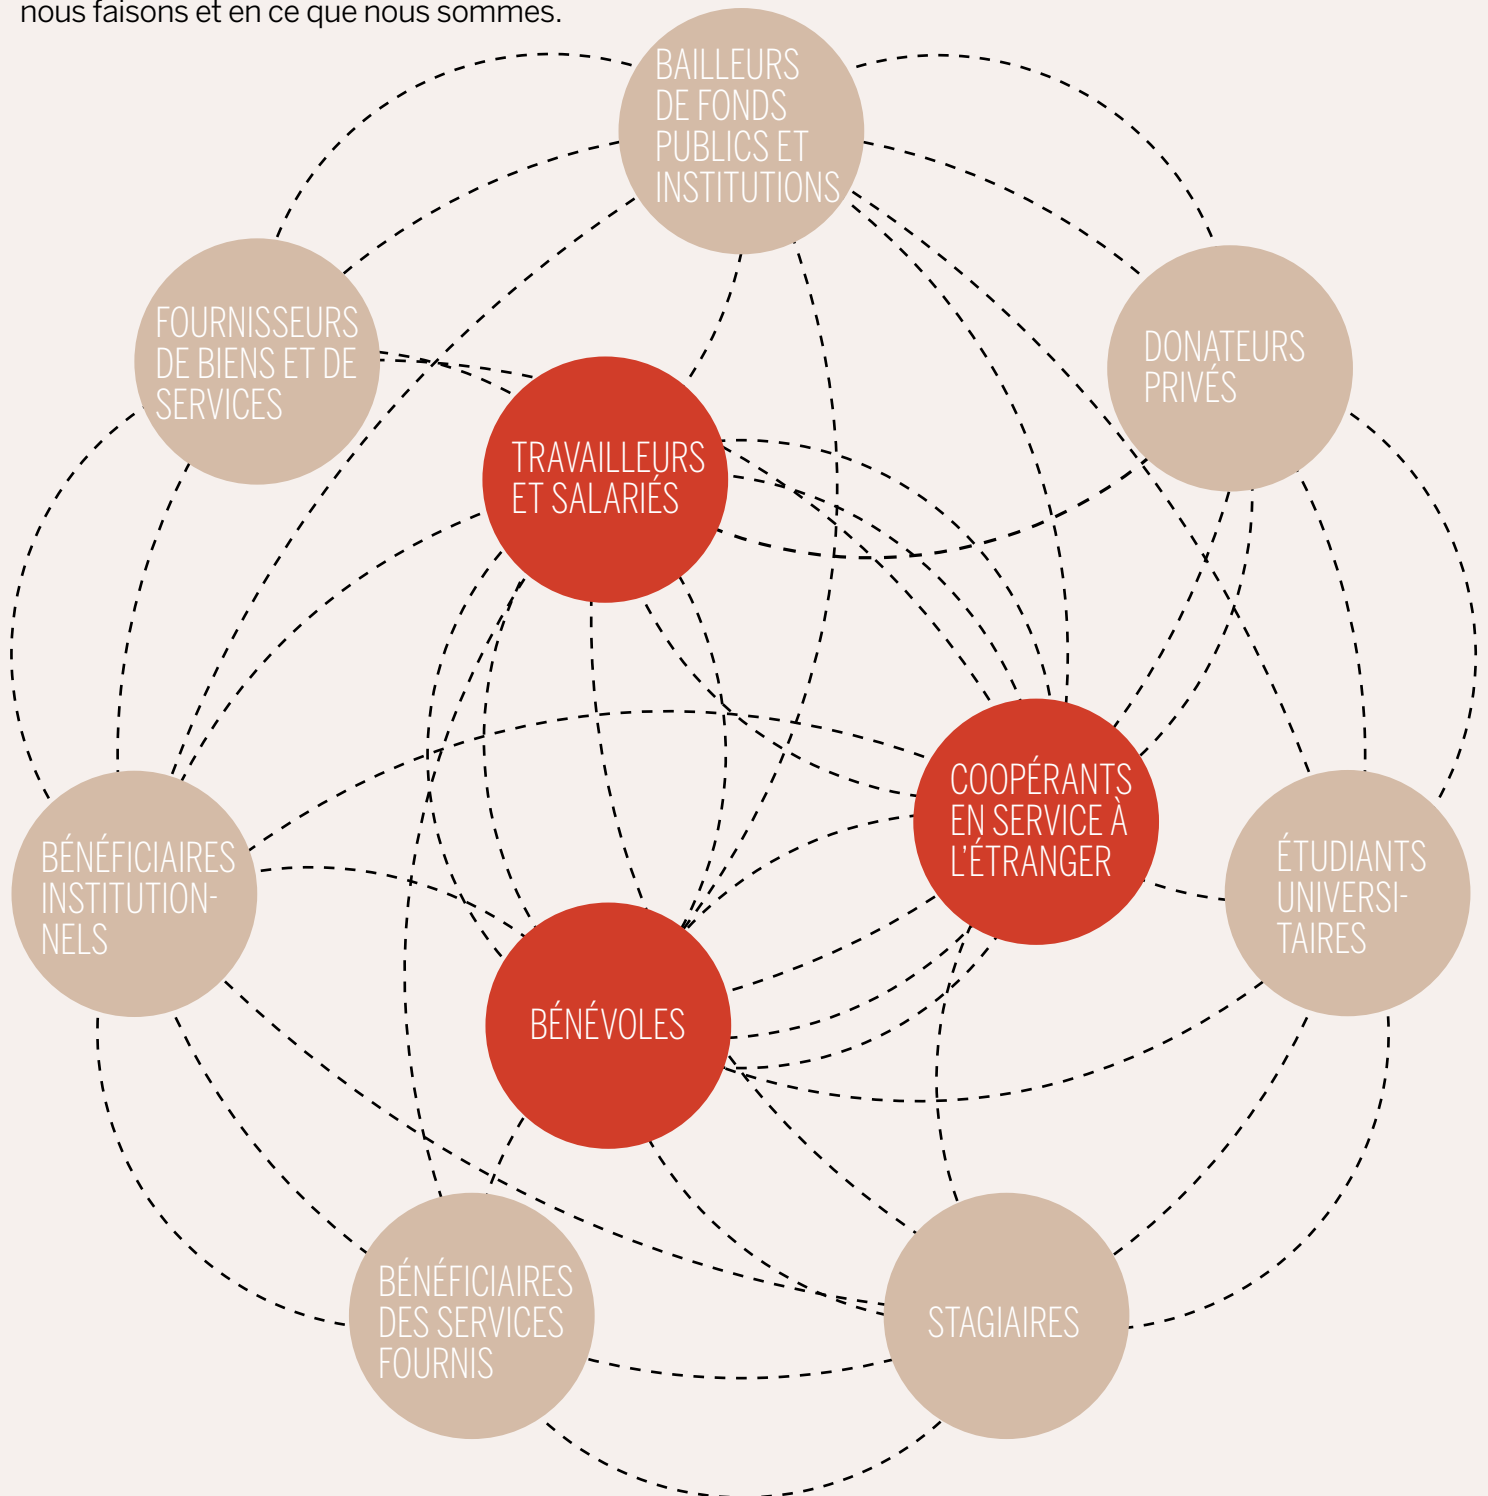 nous faisons et en ce que nous sommes.
BAILLEURS
DE FONDS
PUBLICS ET
INSTITUTIONS
FOURNISSEURS
DE BIENS ET DE
SERVICES
DONATEURS
PRIVÉS
TRAVAILLEURS
ET SALARIÉS
COOPÉRANTS
EN SERVICE À
L'ÉTRANGER
BÉNÉFICIAIRES
INSTITUTION-
NELS
ÉTUDIANTS
UNIVERSI-
TAIRES
BÉNÉVOLES
BÉNÉFICIAIRES
DES SERVICES
FOURNIS
STAGIAIRES